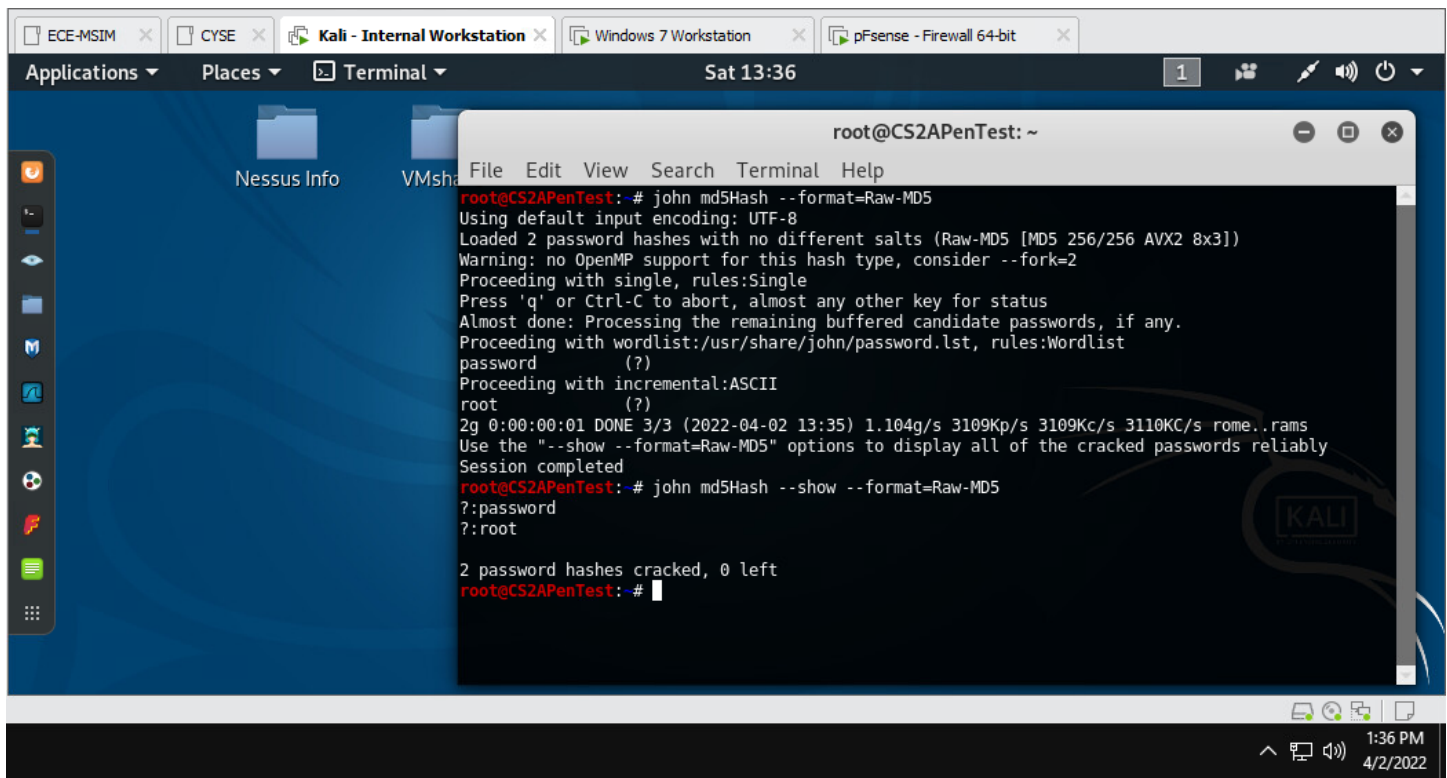 ECE-MSIM CYSE Kali - Internal Workstation Windows 7 Workstation pFsense - Firewall 64-bit
Applications Places Terminal Sat 13:36 1
Nessus Info
VMsha
root@CS2APenTest: ~
File Edit View Search Terminal Help
root@CS2APenTest:~# john md5Hash --format=Raw-MD5
Using default input encoding: UTF-8
Loaded 2 password hashes with no different salts (Raw-MD5 [MD5 256/256 AVX2 8x3])
Warning: no OpenMP support for this hash type, consider --fork=2
Proceeding with single, rules:Single
Press 'q' or Ctrl-C to abort, almost any other key for status
Almost done: Processing the remaining buffered candidate passwords, if any.
Proceeding with wordlist:/usr/share/john/password.lst, rules:Wordlist
password (?)
Proceeding with incremental:ASCII
root (?)
2g 0:00:00:01 DONE 3/3 (2022-04-02 13:35) 1.104g/s 3109Kp/s 3109Kc/s 3110KC/s rome..rams
Use the "--show --format=Raw-MD5" options to display all of the cracked passwords reliably
Session completed
root@CS2APenTest:~# john md5Hash --show --format=Raw-MD5
?:password
?:root
2 password hashes cracked, 0 left
root@CS2APenTest:~#
KALI
1:36 PM
4/2/2022